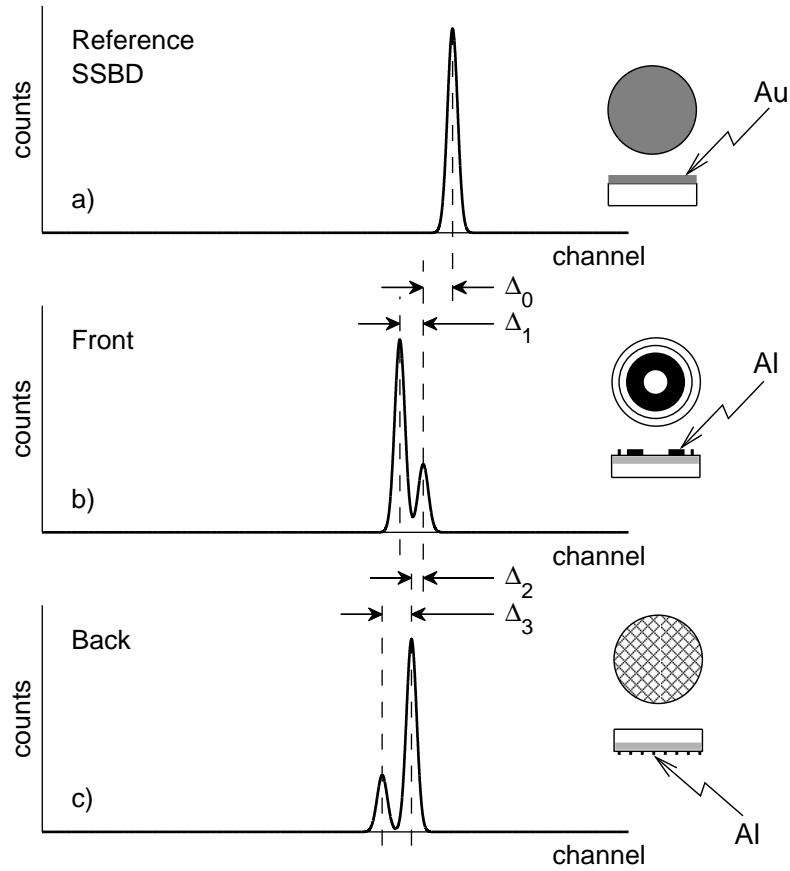 Reference
SSBD
counts
a)
Au
channel
Δ0
Δ1
Front
counts
b)
Al
channel
Δ2
Δ3
Back
counts
c)
Al
channel